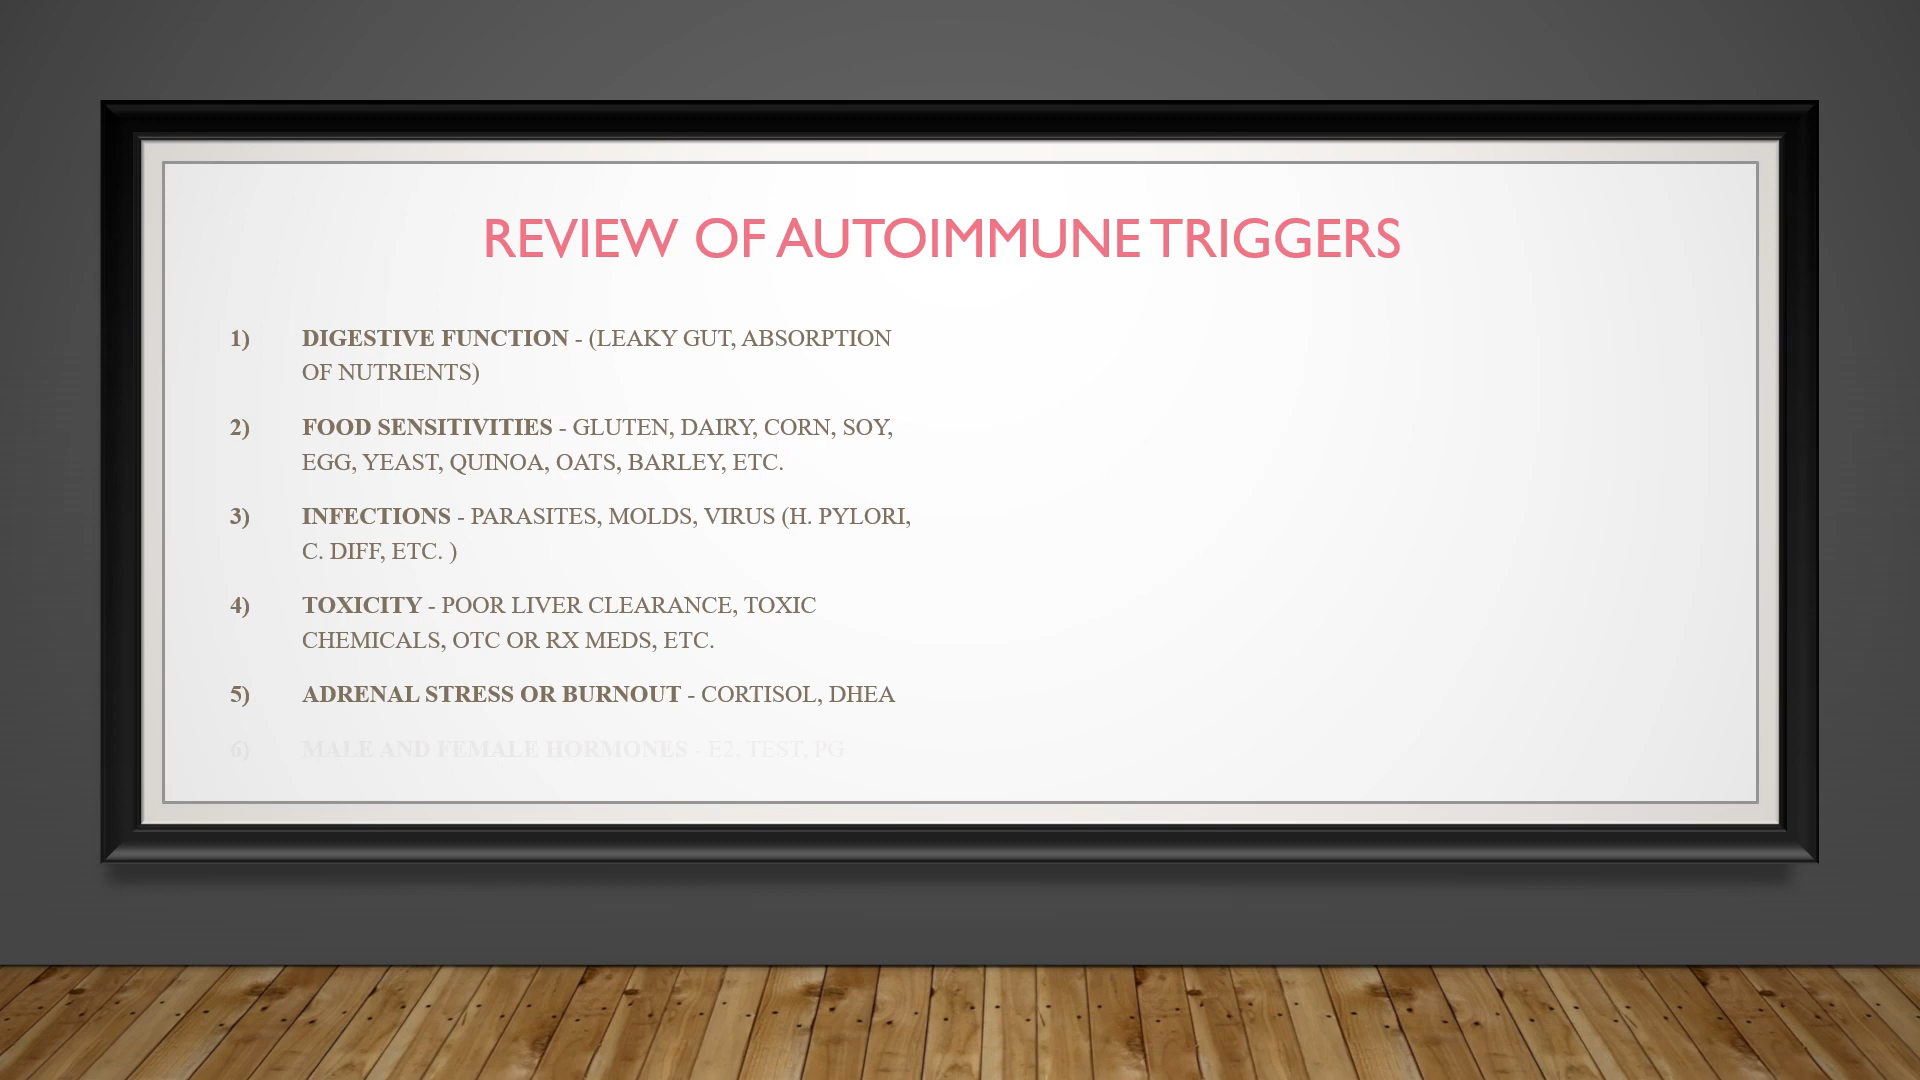 REVIEW OF AUTOIMMUNE TRIGGERS
1) DIGESTIVE FUNCTION - (LEAKY GUT, ABSORPTION
OF NUTRIENTS)
2) FOOD SENSITIVITIES - GLUTEN, DAIRY, CORN, SOY,
EGG, YEAST, QUINOA, OATS, BARLEY, ETC.
3) INFECTIONS - PARASITES, MOLDS, VIRUS (H. PYLORI,
C. DIFF, ETC. )
4) TOXICITY - POOR LIVER CLEARANCE, TOXIC
CHEMICALS, OTC OR RX MEDS, ETC.
5) ADRENAL STRESS OR BURNOUT - CORTISOL, DHEA
6) MALE AND FEMALE HORMONES - E2, TEST, PG